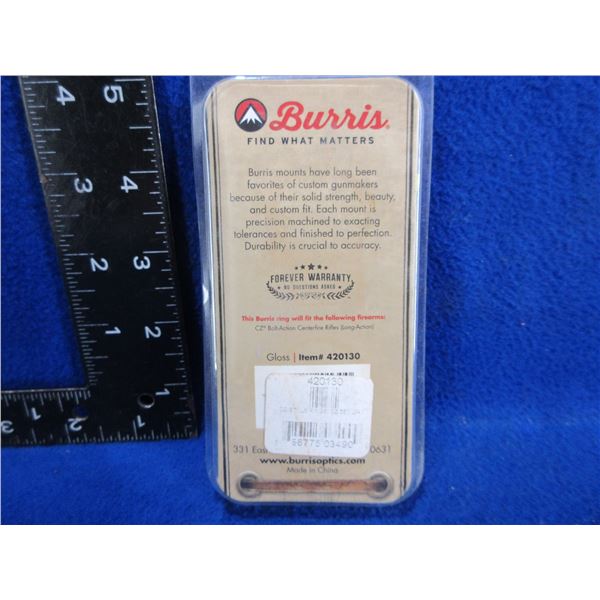 Burris
FIND WHAT MATTERS
Burris mounts have long been
favorites of custom gunmakers
because of their solid strength, beauty,
and custom fit. Each mount is
precision machined to exacting
tolerances and finished to perfection.
Durability is crucial to accuracy.
FOREVER WARRANTY
NO QUESTIONS ASKED
This Burris ring will fit the following firearms:
CZ® Bolt-Action Centerfire Rifles (Long-Action)
Gloss | Item# 420130
420130
96775 03490
331 East
0631
www.burrisoptics.com
Made in China
5
4
4
3
3
2
2
1
1
3
2
1
2
1